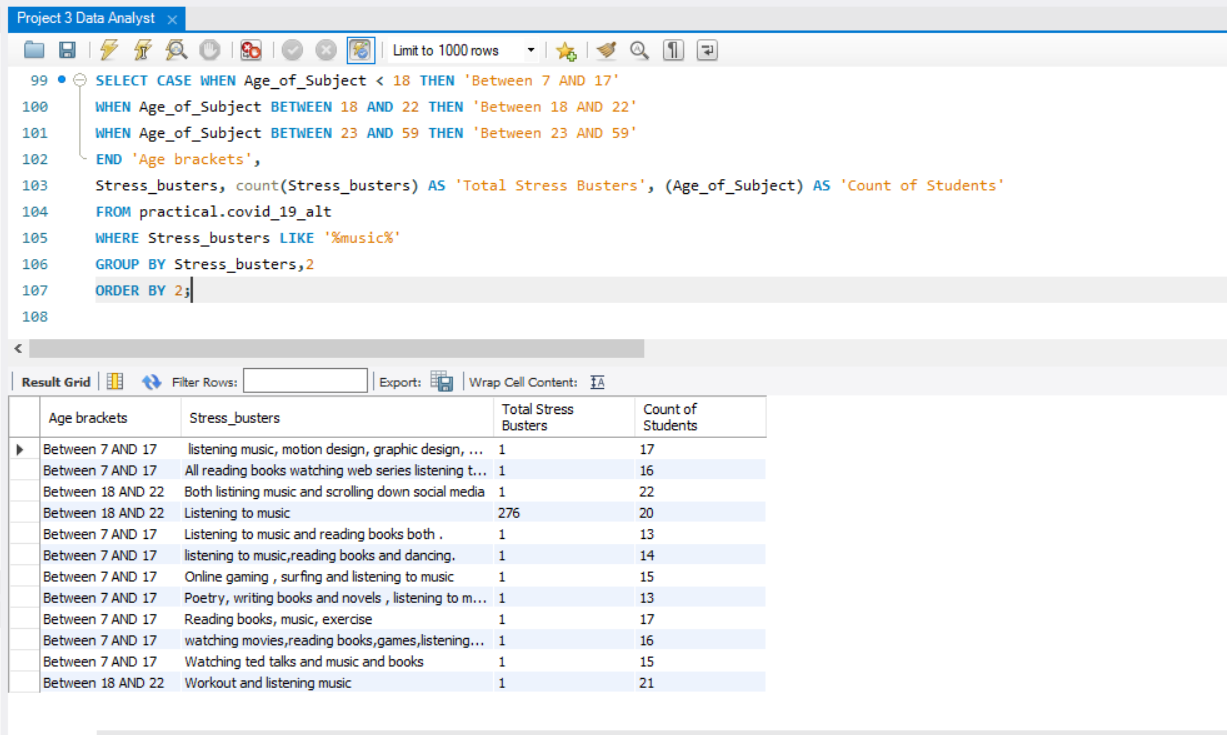 Project 3 Data Analyst ×
Limit to 1000 rows
99 SELECT CASE WHEN Age_of_Subject < 18 THEN 'Between 7 AND 17'
100 WHEN Age_of_Subject BETWEEN 18 AND 22 THEN 'Between 18 AND 22'
101 WHEN Age_of_Subject BETWEEN 23 AND 59 THEN 'Between 23 AND 59'
102 END 'Age brackets',
103 Stress_busters, count(Stress_busters) AS 'Total Stress Busters', (Age_of_Subject) AS 'Count of Students'
104 FROM practical.covid_19_alt
105 WHERE Stress_busters LIKE '%music%'
106 GROUP BY Stress_busters,2
107 ORDER BY 2;
108
Result Grid Filter Rows: Export: Wrap Cell Content: IA
Age brackets Stress_busters Total Stress Busters Count of Students
Between 7 AND 17 listening music, motion design, graphic design, ... 1 17
Between 7 AND 17 All reading books watching web series listening t... 1 16
Between 18 AND 22 Both listining music and scrolling down social media 1 22
Between 18 AND 22 Listening to music 276 20
Between 7 AND 17 Listening to music and reading books both . 1 13
Between 7 AND 17 listening to music,reading books and dancing. 1 14
Between 7 AND 17 Online gaming , surfing and listening to music 1 15
Between 7 AND 17 Poetry, writing books and novels , listening to m... 1 13
Between 7 AND 17 Reading books, music, exercise 1 17
Between 7 AND 17 watching movies,reading books,games,listening... 1 16
Between 7 AND 17 Watching ted talks and music and books 1 15
Between 18 AND 22 Workout and listening music 1 21